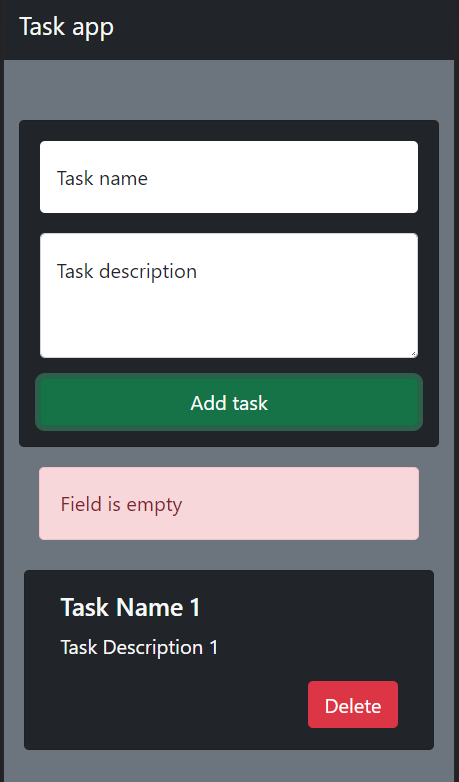 Task app
Task name
Task description
Add task
Field is empty
Task Name 1
Task Description 1
Delete